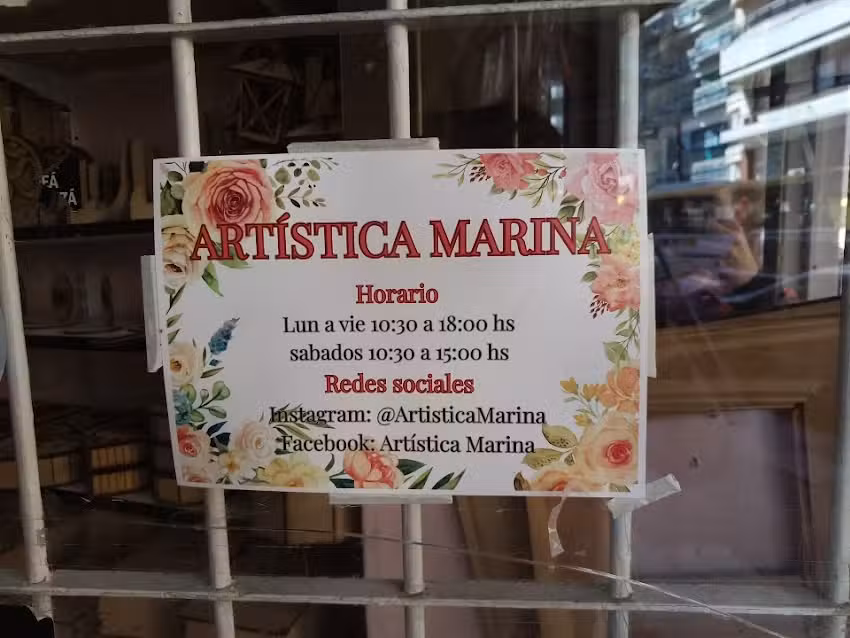 ARTÍSTICA MARINA
Horario
Lun a vie 10:30 a 18:00 hs
sabados 10:30 a 15:00 hs
Redes sociales
Instagram: @ArtisticaMarina
Facebook: Artística Marina